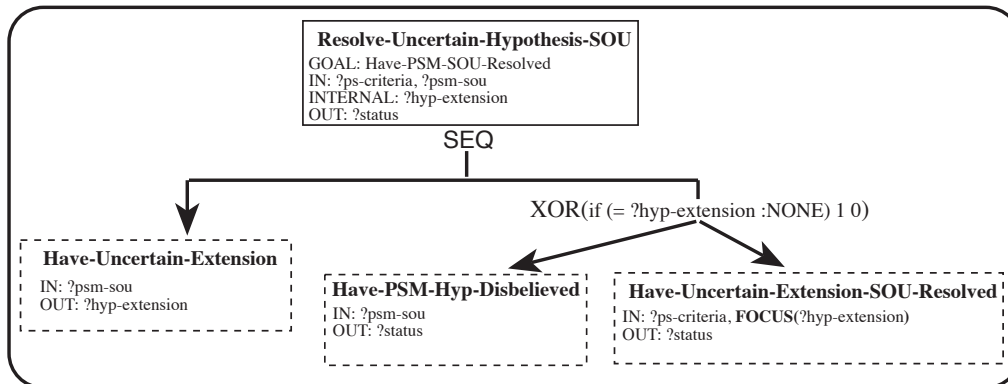 Resolve-Uncertain-Hypothesis-SOU
GOAL: Have-PSM-SOU-Resolved
IN: ?ps-criteria, ?psm-sou
INTERNAL: ?hyp-extension
OUT: ?status
SEQ
XOR(if (= ?hyp-extension :NONE) 1 0)
Have-Uncertain-Extension
IN: ?psm-sou
OUT: ?hyp-extension
Have-PSM-Hyp-Disbelieved
IN: ?psm-sou
OUT: ?status
Have-Uncertain-Extension-SOU-Resolved
IN: ?ps-criteria, FOCUS(?hyp-extension)
OUT: ?status